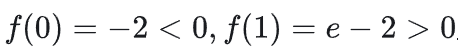 f(0) = −2 < 0, f(1) = e − 2 > 0,